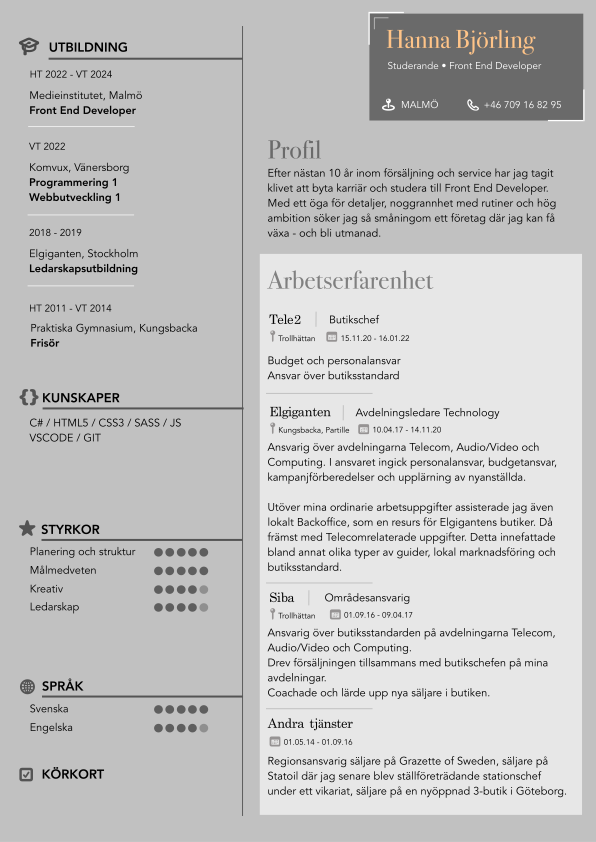 Hanna Björling
Studerande • Front End Developer
MALMÖ
+46 709 16 82 95
UTBILDNING
HT 2022 - VT 2024
Medieinstitutet, Malmö
Front End Developer
VT 2022
Komvux, Vänersborg
Programmering 1
Webbutveckling 1
2018 - 2019
Elgiganten, Stockholm
Ledarskapsutbildning
HT 2011 - VT 2014
Praktiska Gymnasium, Kungsbacka
Frisör
{} KUNSKAPER
C# / HTML5 / CSS3 / SASS / JS
VSCODE / GIT
STYRKOR
Planering och struktur
Målmedveten
Kreativ
Ledarskap
SPRÅK
Svenska
Engelska
KÖRKORT
Profil
Efter nästan 10 år inom försäljning och service har jag tagit
klivet att byta karriär och studera till Front End Developer.
Med ett öga för detaljer, noggrannhet med rutiner och hög
ambition söker jag så småningom ett företag där jag kan få
växa - och bli utmanad.
Arbetserfarenhet
Tele2 | Butikschef
Trollhättan 15.11.20 - 16.01.22
Budget och personalansvar
Ansvar över butiksstandard
Elgiganten | Avdelningsledare Technology
Kungsbacka, Partille 10.04.17 - 14.11.20
Ansvarig över avdelningarna Telecom, Audio/Video och
Computing. I ansvaret ingick personalansvar, budgetansvar,
kampanjförberedelser och upplärning av nyanställda.
Utöver mina ordinarie arbetsuppgifter assisterade jag även
lokalt Backoffice, som en resurs för Elgigantens butiker. Då
främst med Telecomrelaterade uppgifter. Detta innefattade
bland annat olika typer av guider, lokal marknadsföring och
butiksstandard.
Siba | Områdesansvarig
Trollhättan 01.09.16 - 09.04.17
Ansvarig över butiksstandarden på avdelningarna Telecom,
Audio/Video och Computing.
Drev försäljningen tillsammans med butikschefen på mina
avdelningar.
Coachade och lärde upp nya säljare i butiken.
Andra tjänster
01.05.14 - 01.09.16
Regionsansvarig säljare på Grazette of Sweden, säljare på
Statoil där jag senare blev ställföreträdande stationschef
under ett vikariat, säljare på en nyöppnad 3-butik i Göteborg.